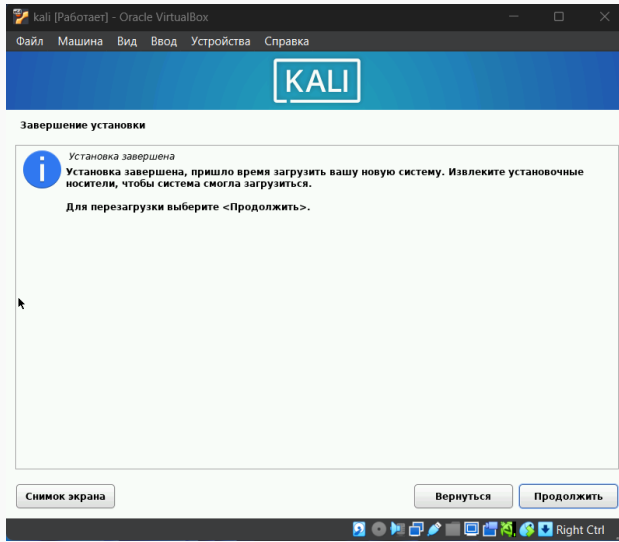 kali [Работает] - Oracle VirtualBox
Файл Машина Вид Ввод Устройства Справка
KALI
Завершение установки
Установка завершена
Установка завершена, пришло время загрузить вашу новую систему. Извлеките установочные
носители, чтобы система смогла загрузиться.
Для перезагрузки выберите <Продолжить>.
Снимок экрана Вернуться Продолжить
Right Ctrl